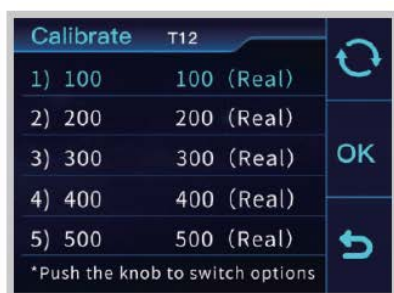 Calibrate T12
1) 100 100 (Real)
2) 200 200 (Real)
3) 300 300 (Real)
OK
4) 400 400 (Real)
5) 500 500 (Real)
*Push the knob to switch options